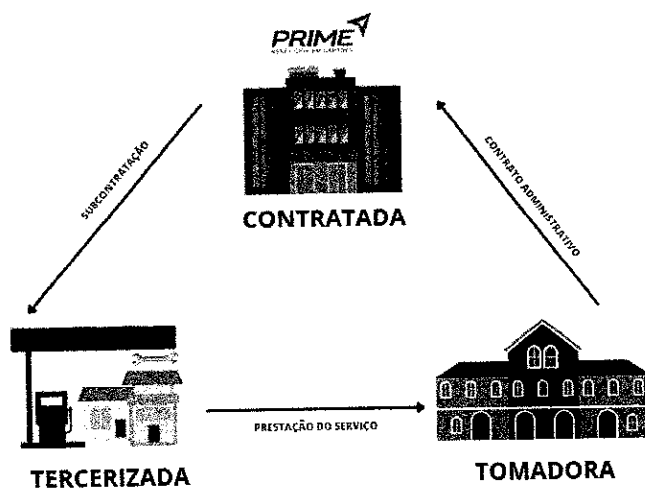 PRIME
CONTRATADA
SUBCONTRATAÇÃO
CONTRATO ADMINISTRATIVO
PRESTAÇÃO DO SERVIÇO
TERCERIZADA
TOMADORA